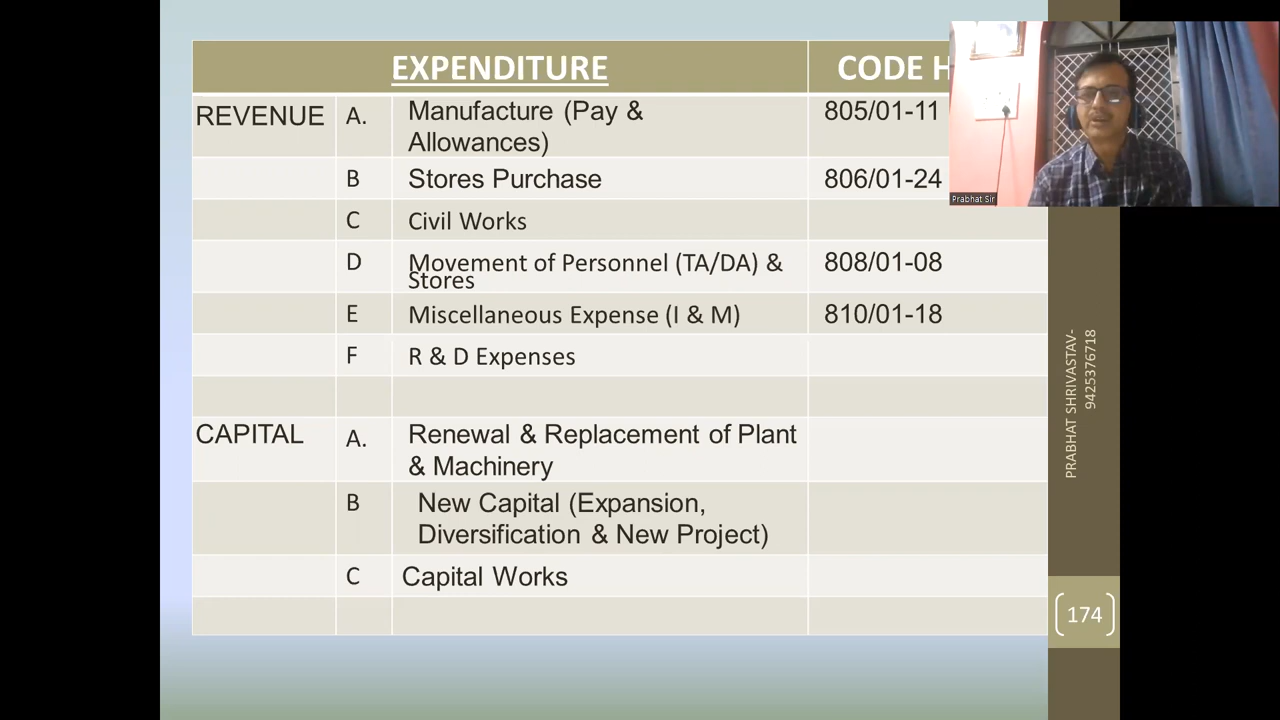 EXPENDITURE CODE H
REVENUE A. Manufacture (Pay &
Allowances) 805/01-11
B Stores Purchase 806/01-24
C Civil Works
D Movement of Personnel (TA/DA) &
Stores 808/01-08
E Miscellaneous Expense (I & M) 810/01-18
F R & D Expenses
CAPITAL A. Renewal & Replacement of Plant
& Machinery
B New Capital (Expansion,
Diversification & New Project)
C Capital Works
Prabhat Sir
PRABHAT SHRIVASTAV-
9425376718
174